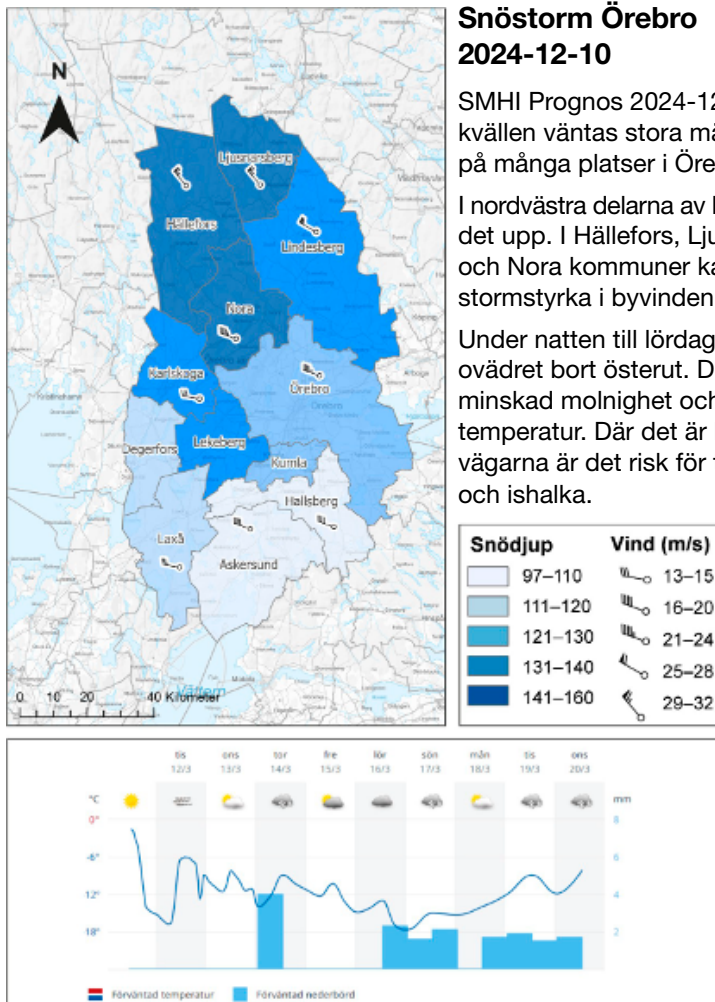 Snöstorm Örebro
2024-12-10
SMHI Prognos 2024-12
kvällen väntas stora må
på många platser i Öre
I nordvästra delarna av l
det upp. I Hällefors, Lju
och Nora kommuner ka
stormstyrka i byvinden
Under natten till lördag
ovädret bort österut. D
minskad molnighet och
temperatur. Där det är
vägarna är det risk för
och ishalka.
N
Ljusnarsberg
Hällefors
Lindesberg
Nora
Karlskoga
Örebro
Örebro
Degerfors
Lekeberg
Kumla
Hallsberg
Laxå
Askersund
Vättern
0 10 20 40 Kilometer
Snödjup Vind (m/s)
97–110 13–15
111–120 16–20
121–130 21–24
131–140 25–28
141–160 29–32
tis ons tor fre lör sön mån tis ons
12/3 13/3 14/3 15/3 16/3 17/3 18/3 19/3 20/3
°C mm
0° 8
-6° 6
12° 4
18° 2
Förväntad temperatur Förväntad nederbörd